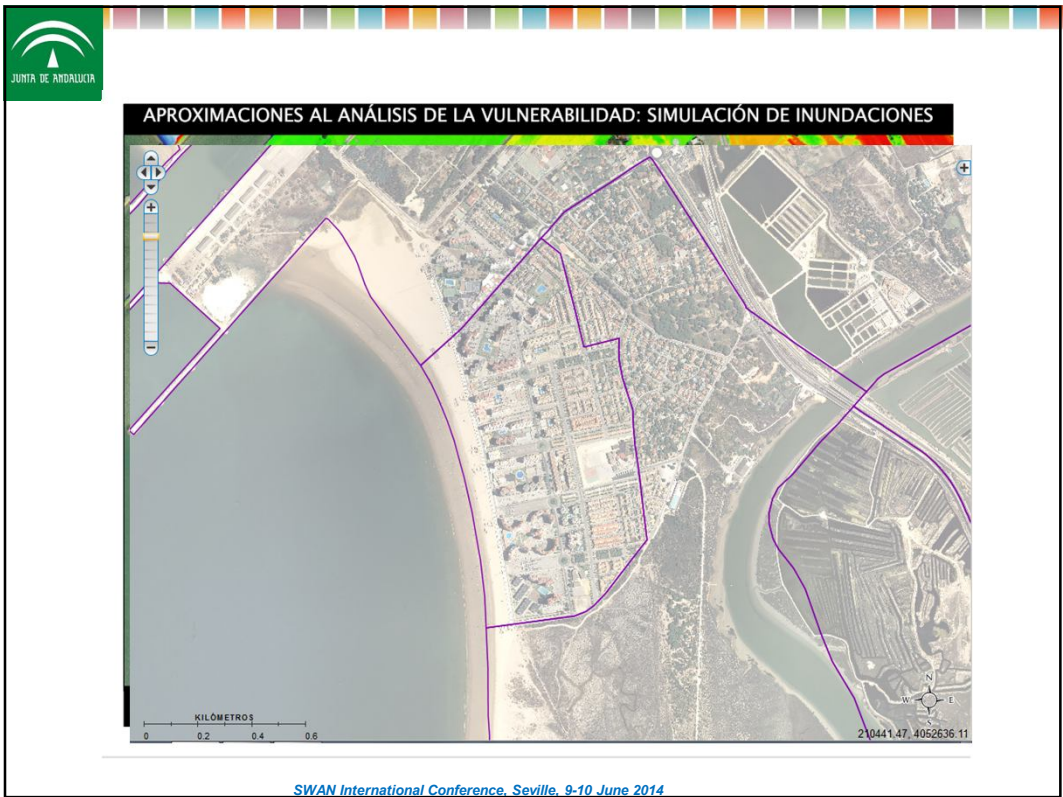 JUNTA DE ANDALUCIA
APROXIMACIONES AL ANÁLISIS DE LA VULNERABILIDAD: SIMULACIÓN DE INUNDACIONES
KILÓMETROS
0 0.2 0.4 0.6
N
W E
S
210441.47, 4052636.11
SWAN International Conference, Seville, 9-10 June 2014